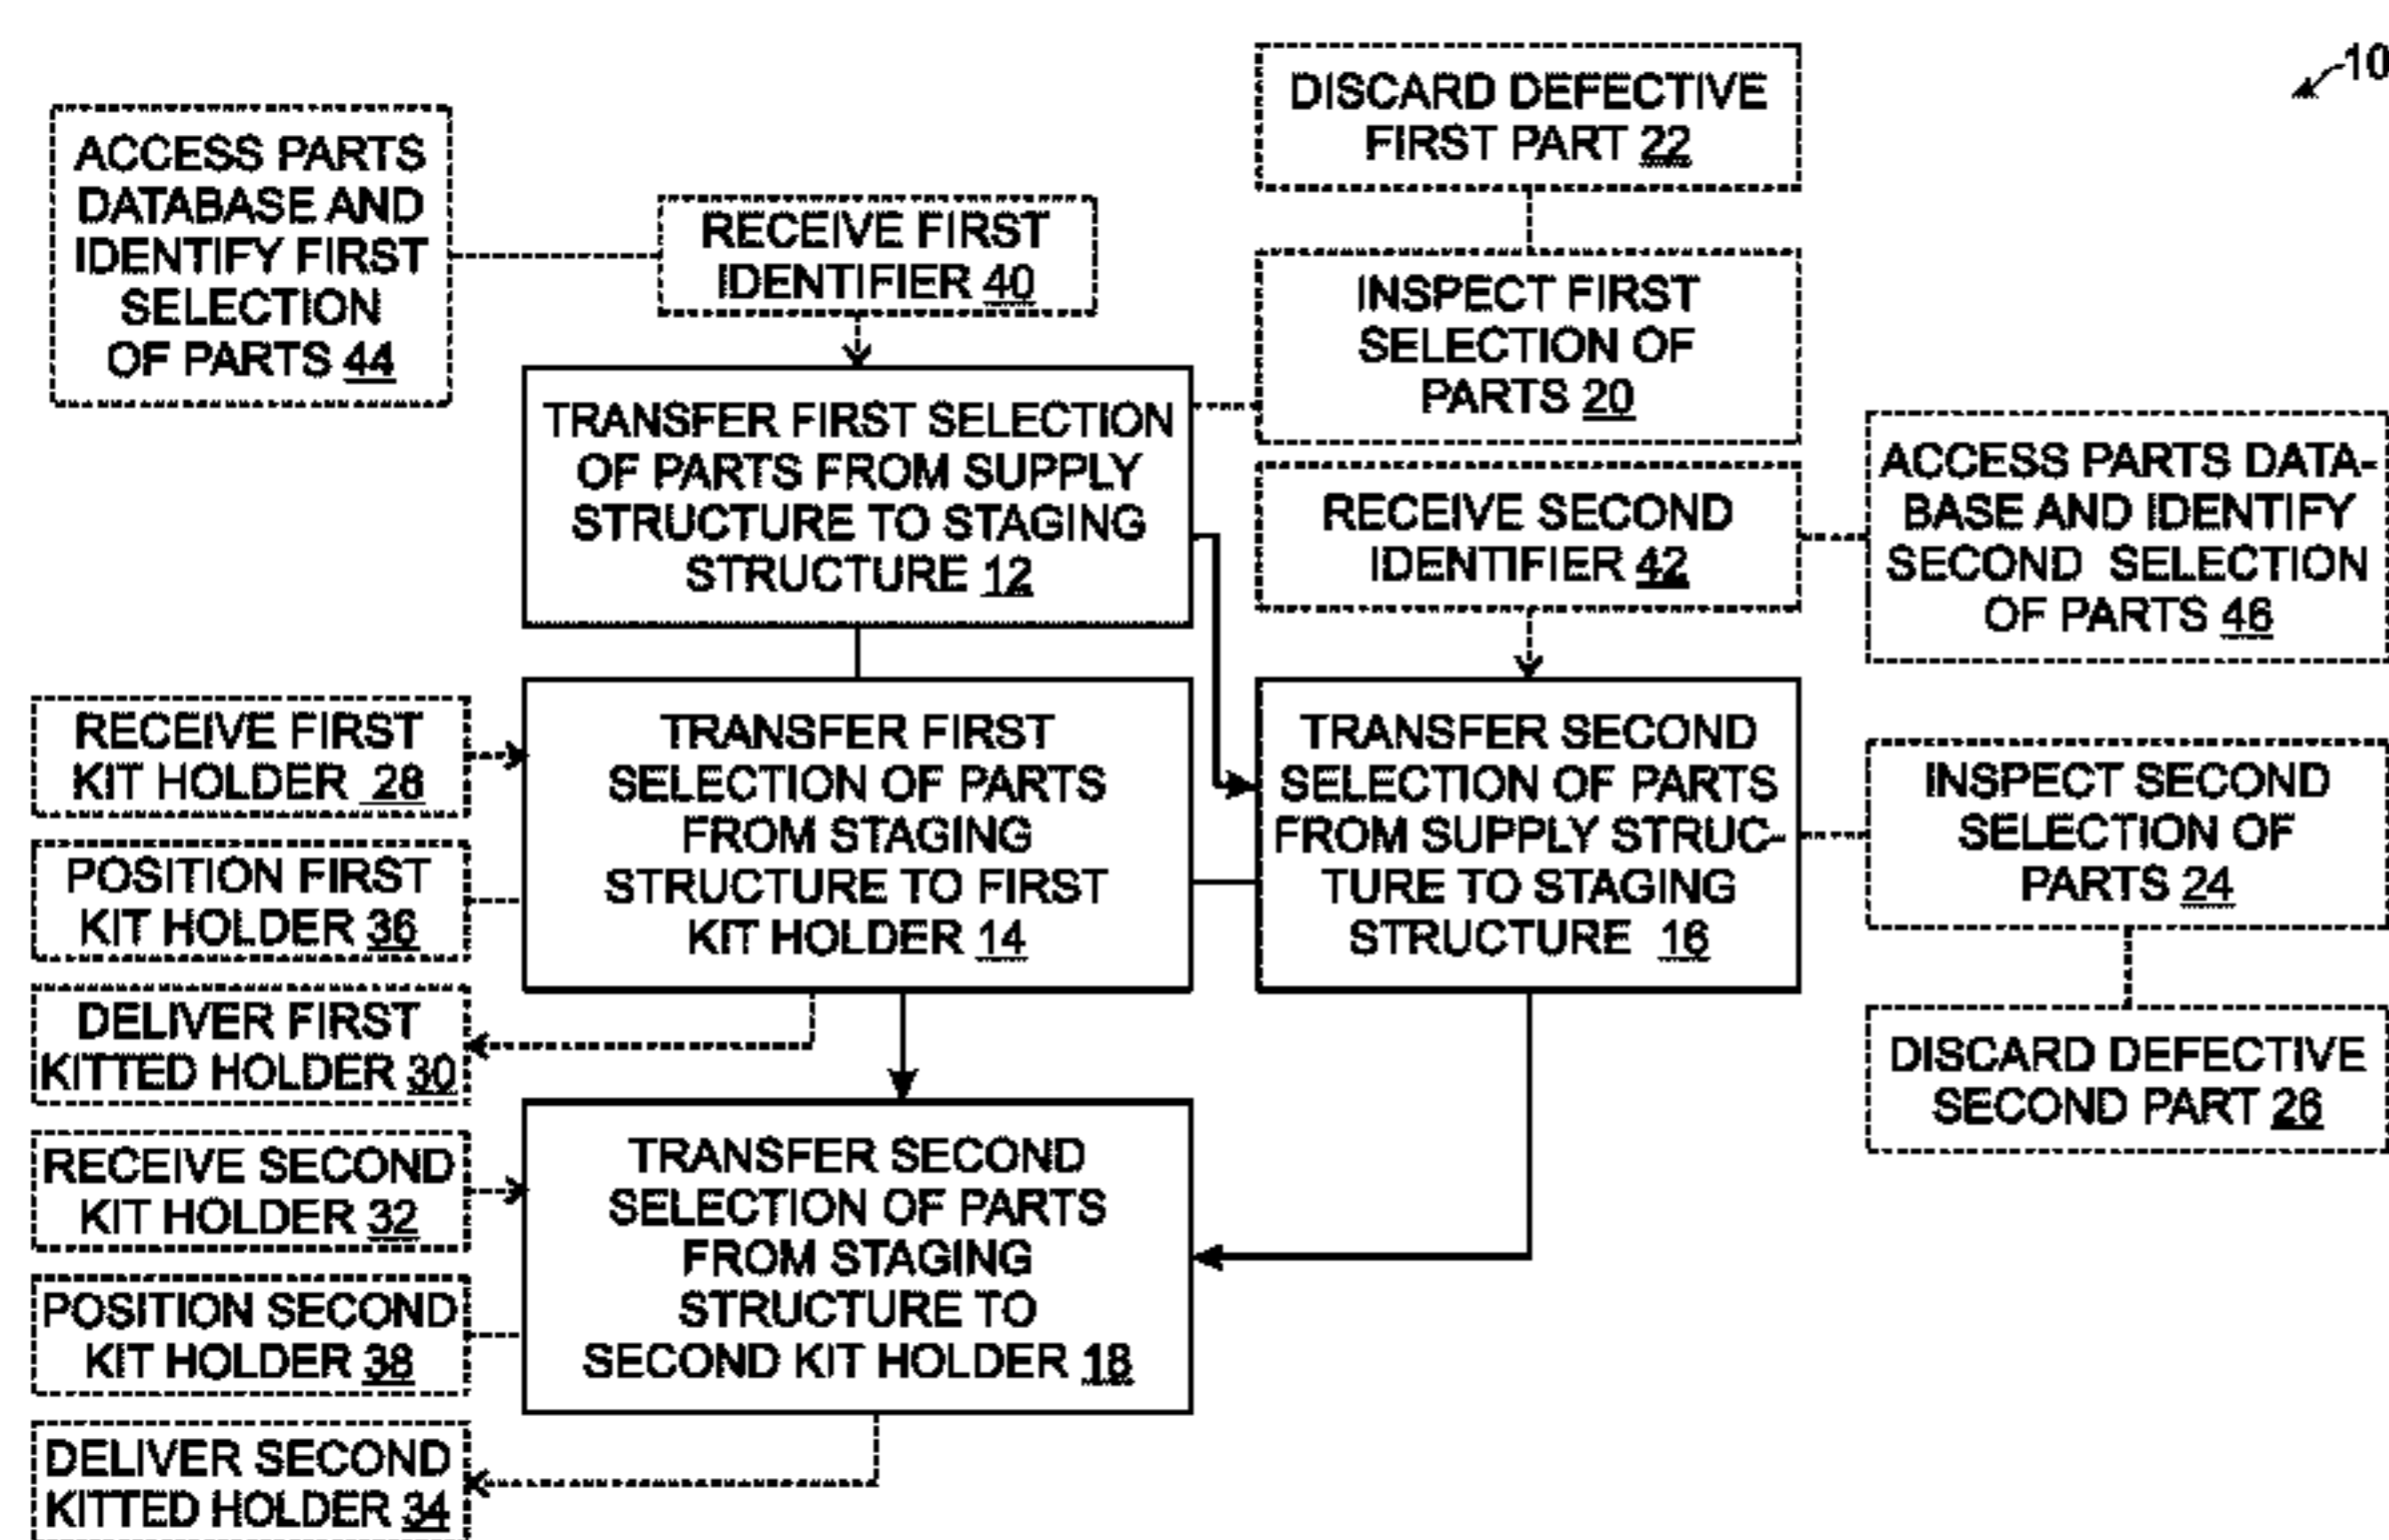 10
DISCARD DEFECTIVE
FIRST PART 22
ACCESS PARTS
DATABASE AND
IDENTIFY FIRST
SELECTION
OF PARTS 44
RECEIVE FIRST
IDENTIFIER 40
INSPECT FIRST
SELECTION OF
PARTS 20
TRANSFER FIRST SELECTION
OF PARTS FROM SUPPLY
STRUCTURE TO STAGING
STRUCTURE 12
RECEIVE SECOND
IDENTIFIER 42
ACCESS PARTS DATA-
BASE AND IDENTIFY
SECOND SELECTION
OF PARTS 46
RECEIVE FIRST
KIT HOLDER 28
TRANSFER FIRST
SELECTION OF PARTS
FROM STAGING
STRUCTURE TO FIRST
KIT HOLDER 14
TRANSFER SECOND
SELECTION OF PARTS
FROM SUPPLY STRUC-
TURE TO STAGING
STRUCTURE 16
INSPECT SECOND
SELECTION OF
PARTS 24
POSITION FIRST
KIT HOLDER 36
DELIVER FIRST
KITTED HOLDER 30
DISCARD DEFECTIVE
SECOND PART 26
RECEIVE SECOND
KIT HOLDER 32
TRANSFER SECOND
SELECTION OF PARTS
FROM STAGING
STRUCTURE TO
SECOND KIT HOLDER 18
POSITION SECOND
KIT HOLDER 38
DELIVER SECOND
KITTED HOLDER 34